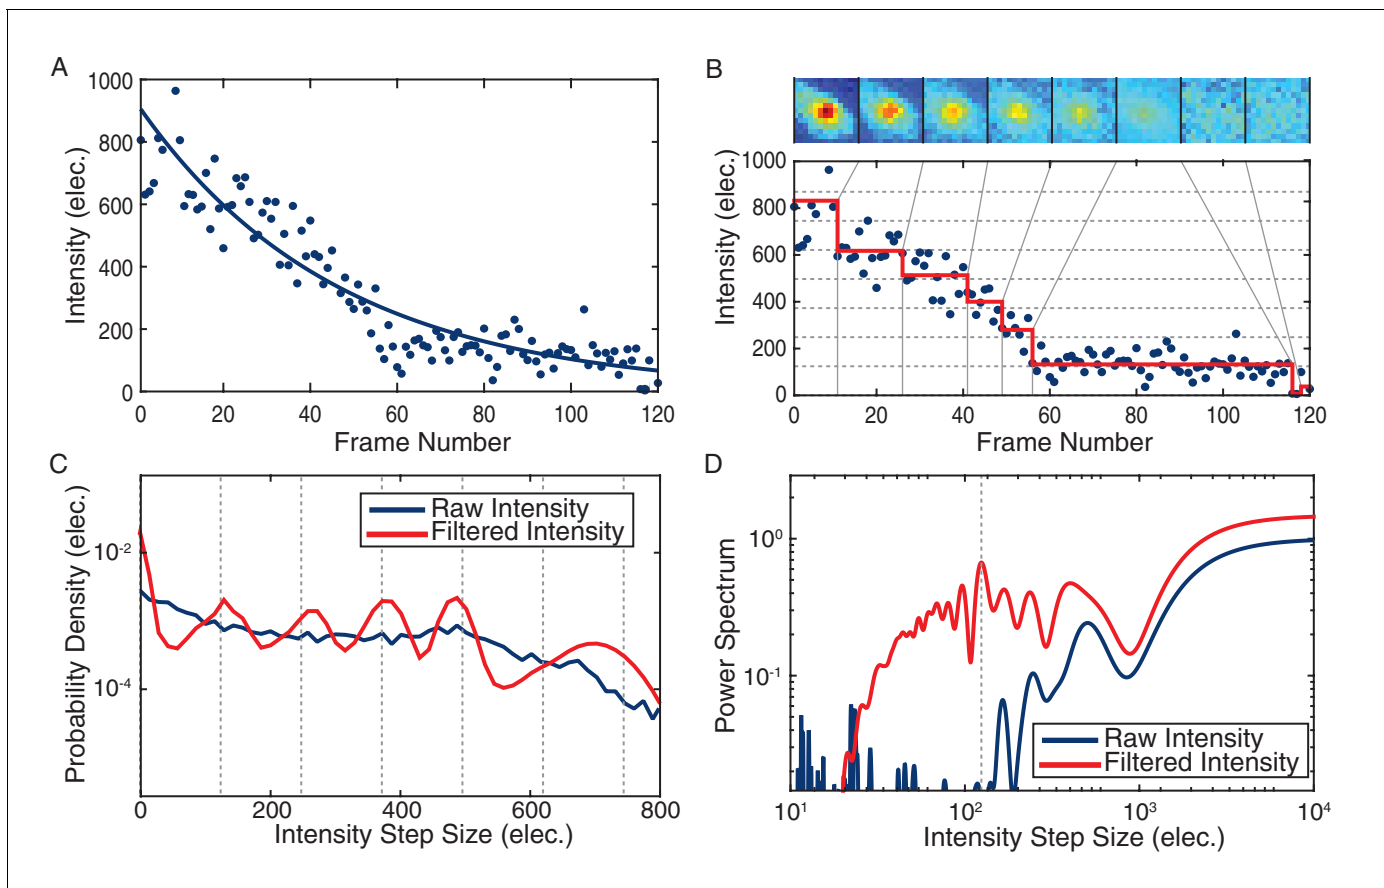 A
1000
800
600
400
200
0
Intensity (elec.)
0 20 40 60 80 100 120
Frame Number
B
1000
800
600
400
200
0
Intensity (elec.)
0 20 40 60 80 100 120
Frame Number
C
10-2
10-4
Probability Density (elec.)
Raw Intensity
Filtered Intensity
0 200 400 600 800
Intensity Step Size (elec.)
D
100
10-1
Power Spectrum
Raw Intensity
Filtered Intensity
101 102 103 104
Intensity Step Size (elec.)